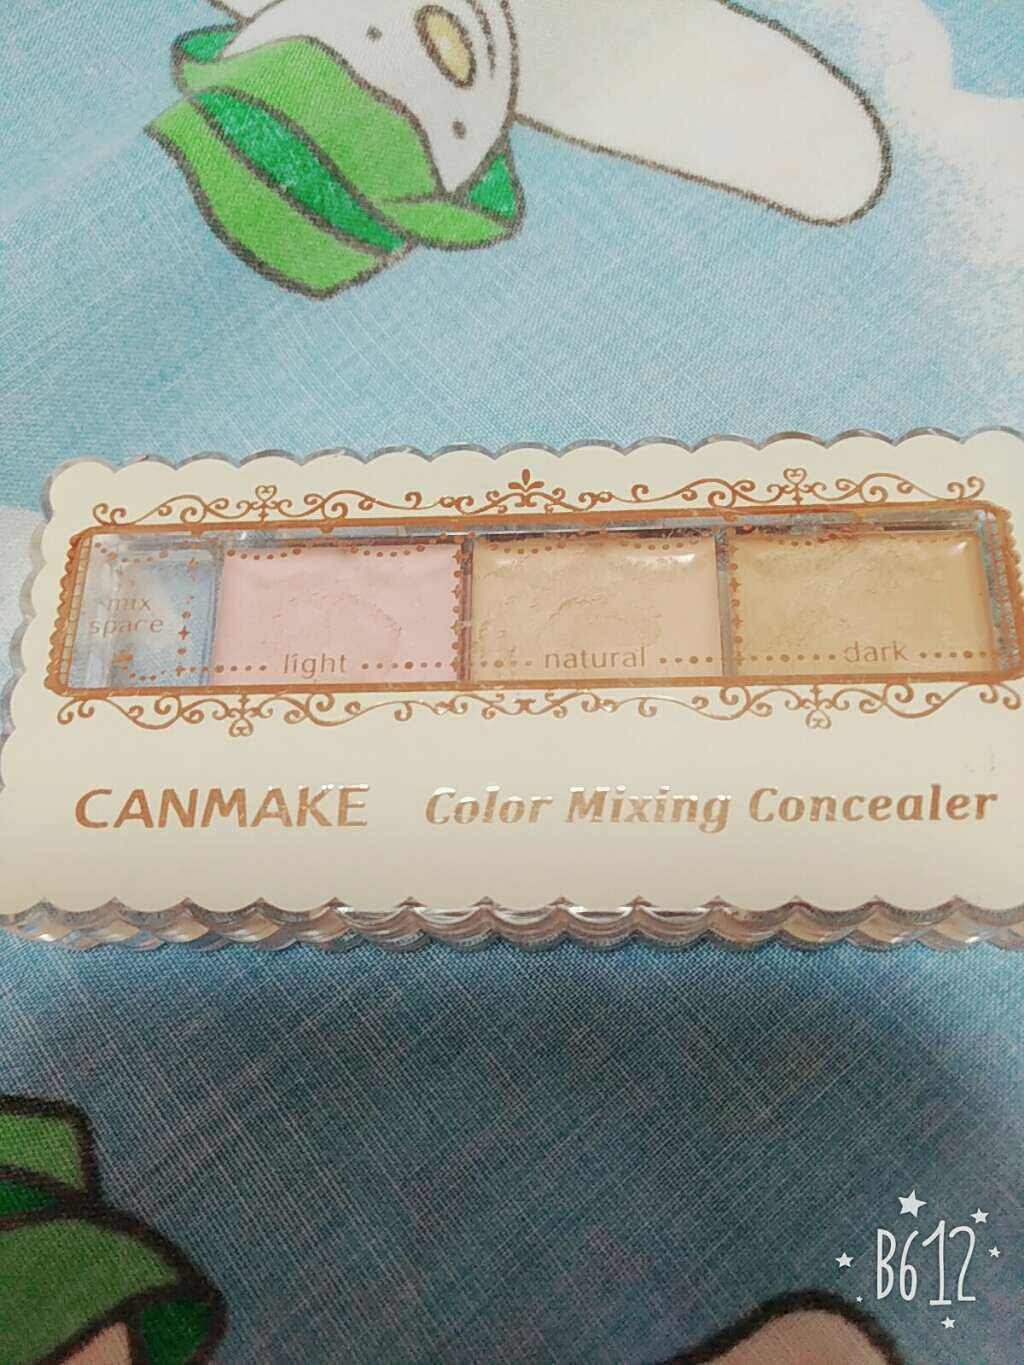 mix
space
light
natural
dark
CANMAKE Color Mixing Concealer
B612